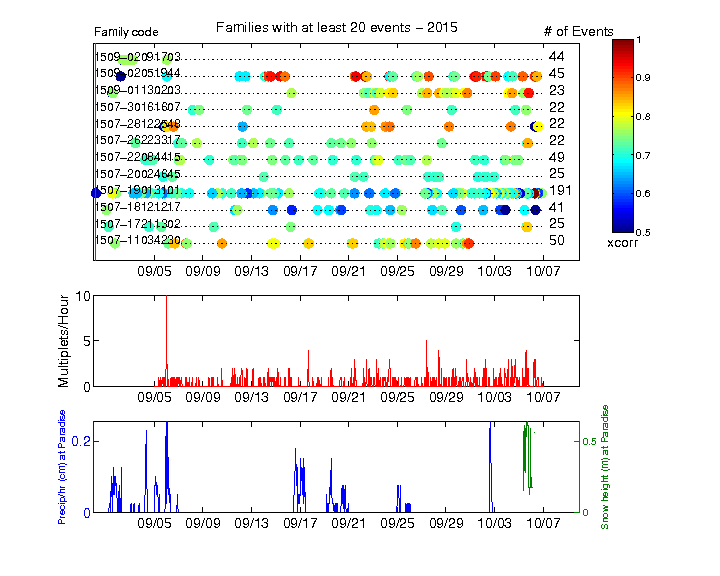 Families with at least 20 events − 2015
Family code # of Events
1509−02091703 44
1509−02051944 45
1509−01130203 23
1507−30161607 22
1507−28122548 22
1507−26223317 22
1507−22084415 49
1507−20024645 25
1507−19013101 191
1507−18121217 41
1507−17211302 25
1507−11034230 50
09/05 09/09 09/13 09/17 09/21 09/25 09/29 10/03 10/07
1
0.9
0.8
0.7
0.6
0.5
xcorr
Multiplets/Hour
10
5
0
09/05 09/09 09/13 09/17 09/21 09/25 09/29 10/03 10/07
Precip/hr (cm) at Paradise
0.2
0
09/05 09/09 09/13 09/17 09/21 09/25 09/29 10/03 10/07
0.5
0
Snow height (m) at Paradise